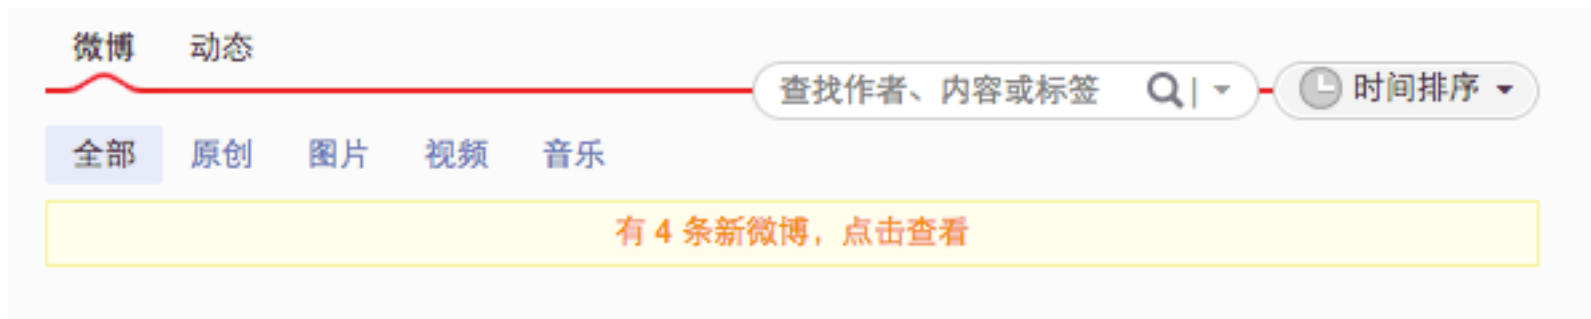 微博 动态
查找作者、内容或标签 | 时间排序
全部 原创 图片 视频 音乐
有 4 条新微博，点击查看